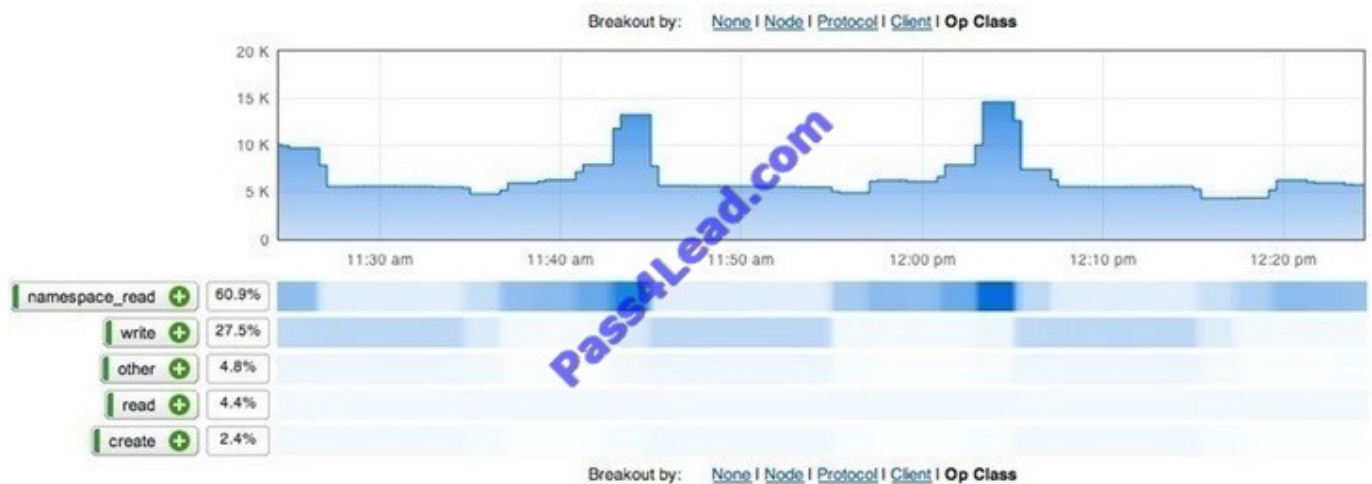 Breakout by: None | Node | Protocol | Client | Op Class
20 K
15 K
10 K
5 K
0
11:30 am 11:40 am 11:50 am 12:00 pm 12:10 pm 12:20 pm
namespace_read 60.9%
write 27.5%
other 4.8%
read 4.4%
create 2.4%
Pass4Lead.com
Breakout by: None | Node | Protocol | Client | Op Class